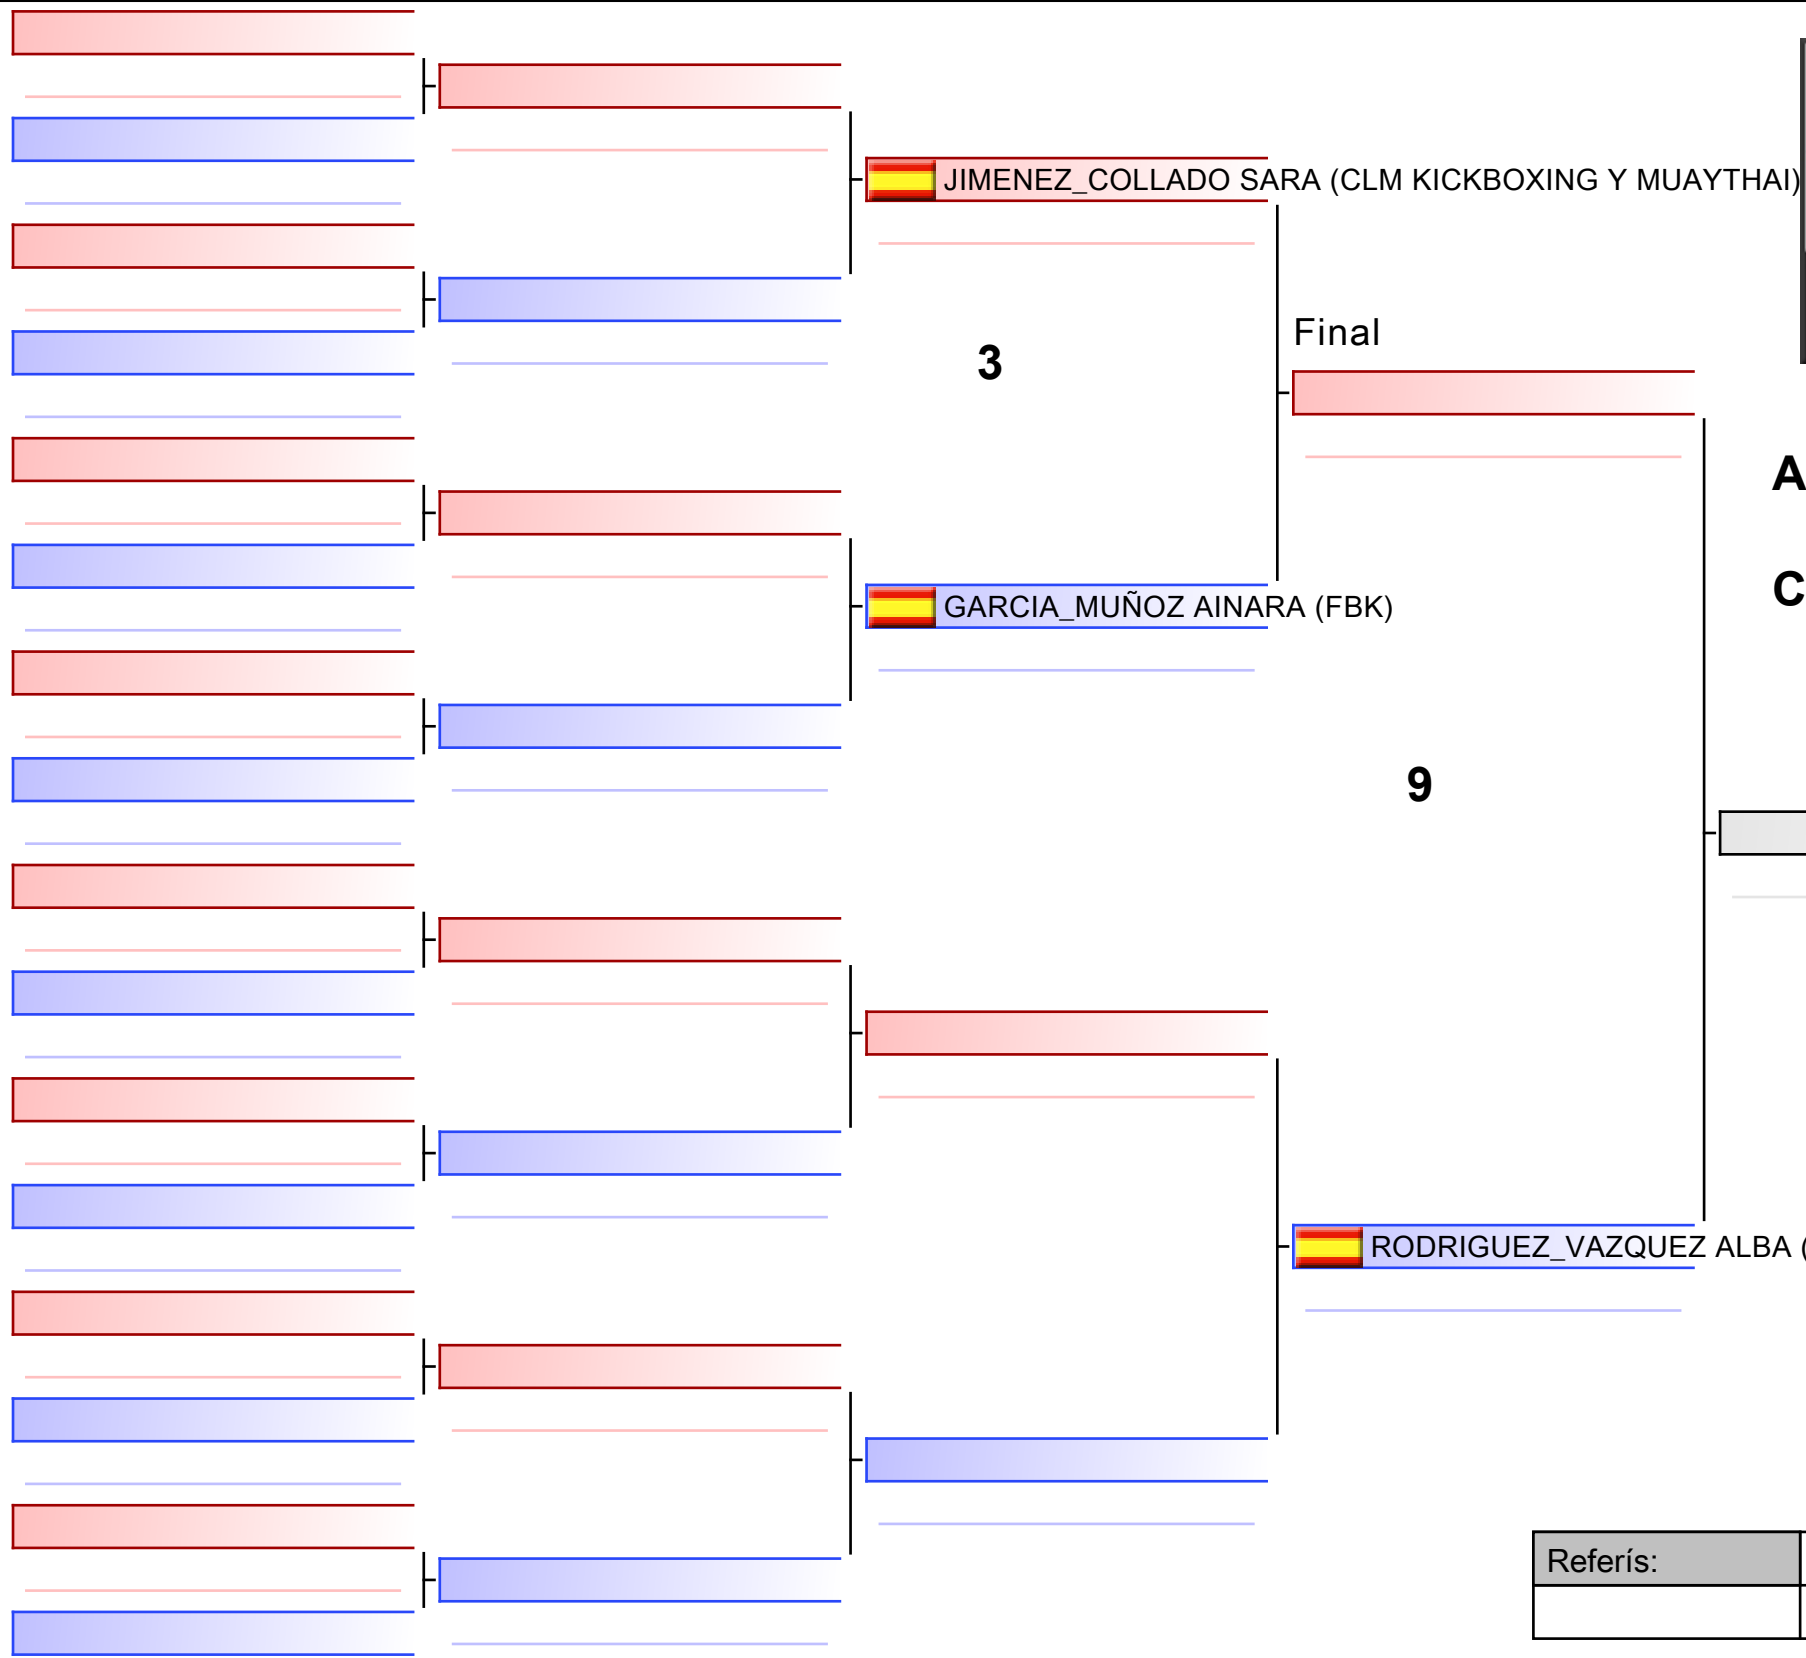 JIMENEZ_COLLADO SARA (CLM KICKBOXING Y MUAYTHAI)
Final
3
A
C
GARCIA_MUÑOZ AINARA (FBK)
9
RODRIGUEZ_VAZQUEZ ALBA (
Referís: